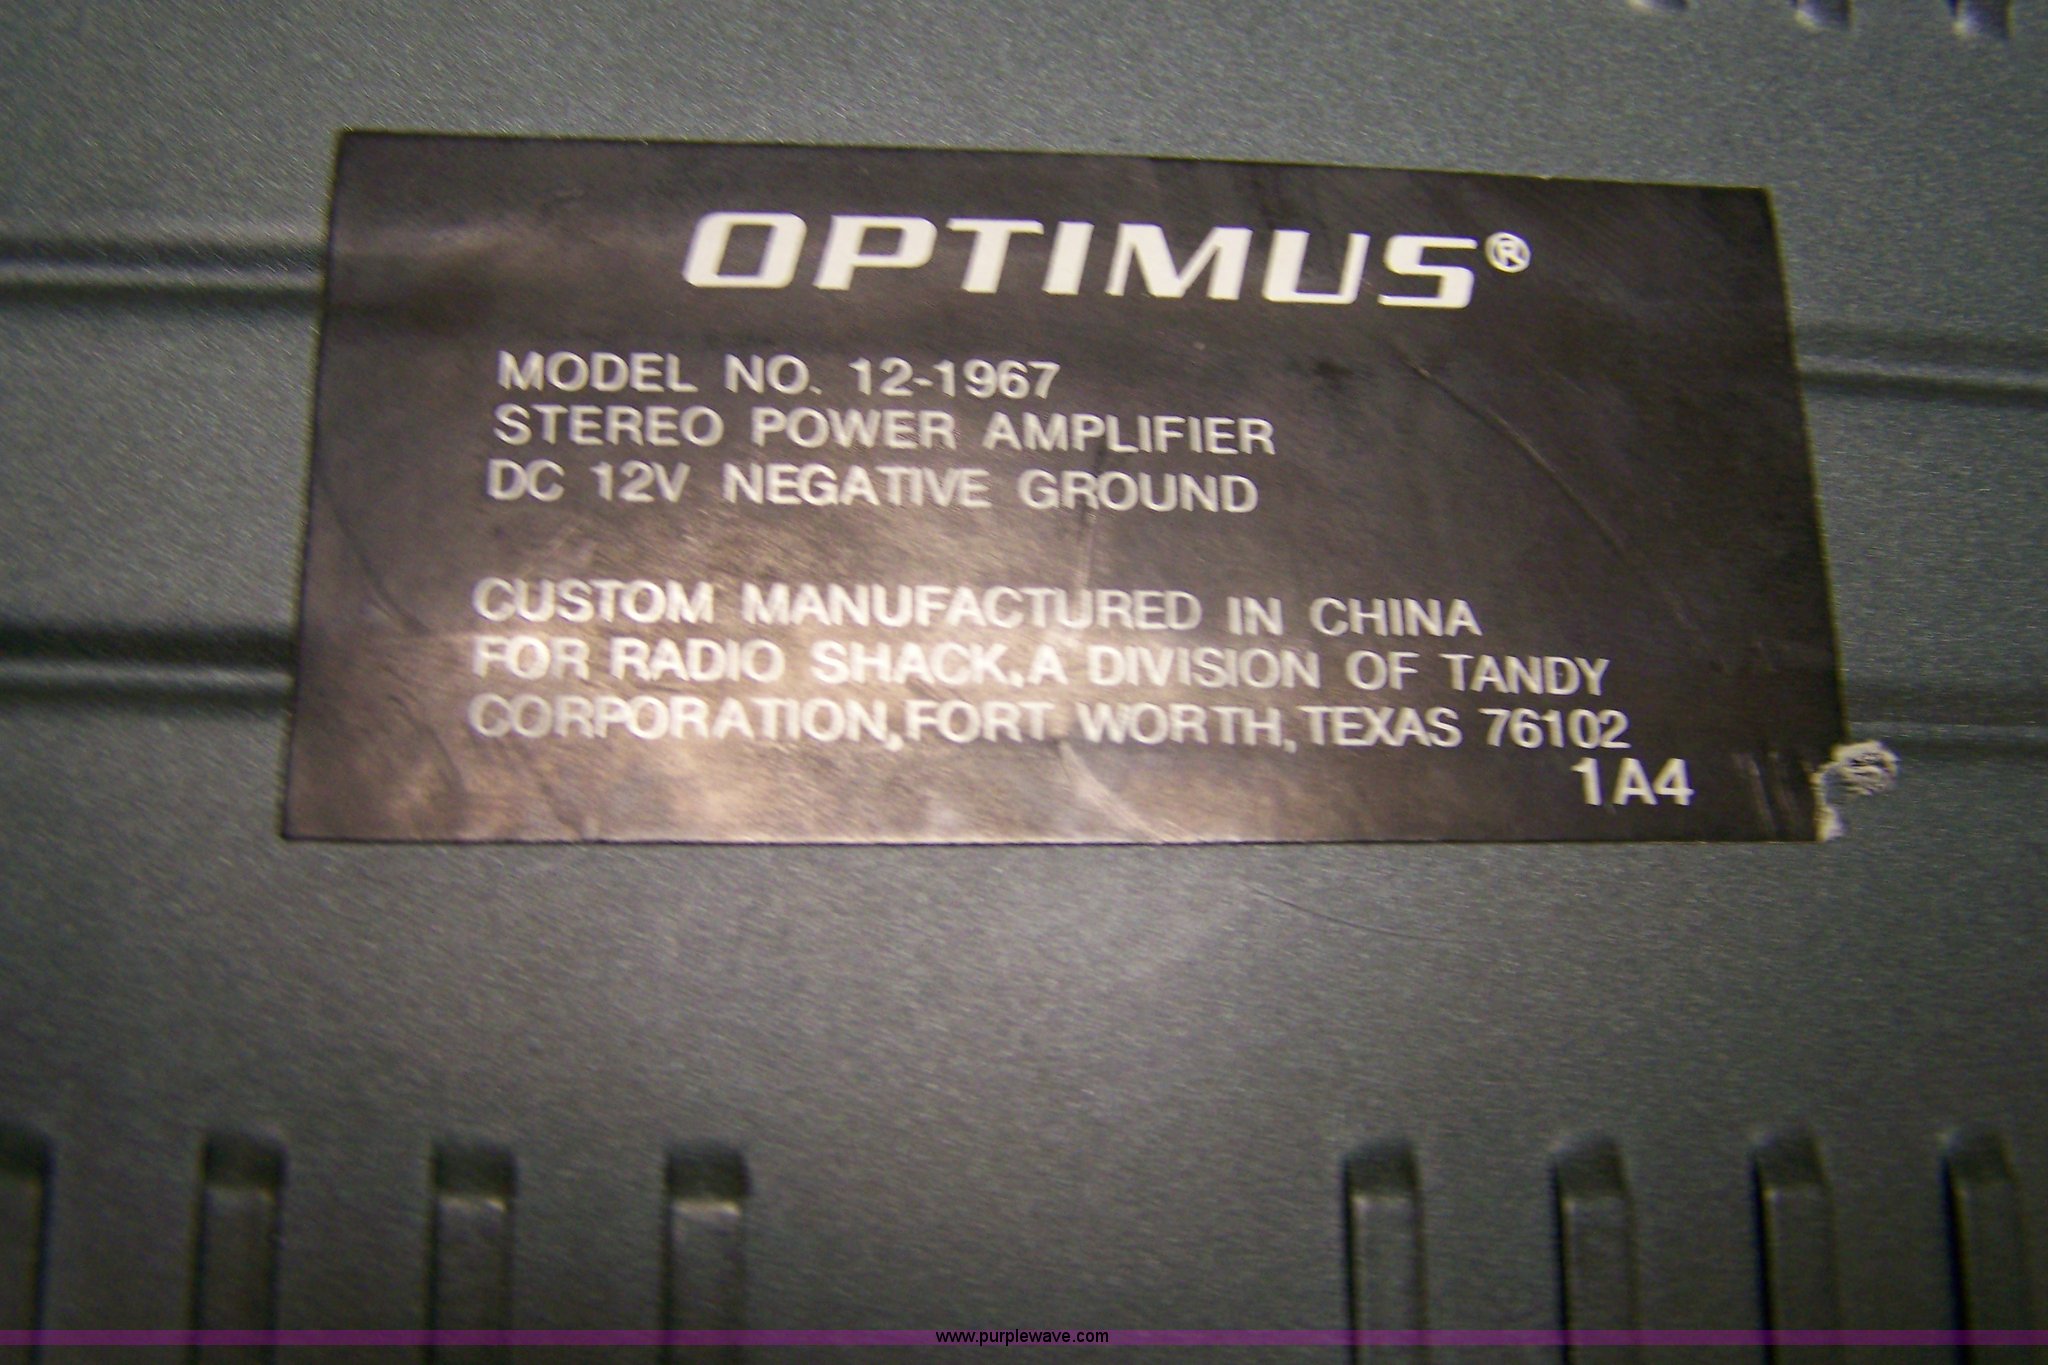 OPTIMUS®
MODEL NO. 12-1967
STEREO POWER AMPLIFIER
DC 12V NEGATIVE GROUND
CUSTOM MANUFACTURED IN CHINA
FOR RADIO SHACK, A DIVISION OF TANDY
CORPORATION, FORT WORTH, TEXAS 76102
1A4
www.purplewave.com